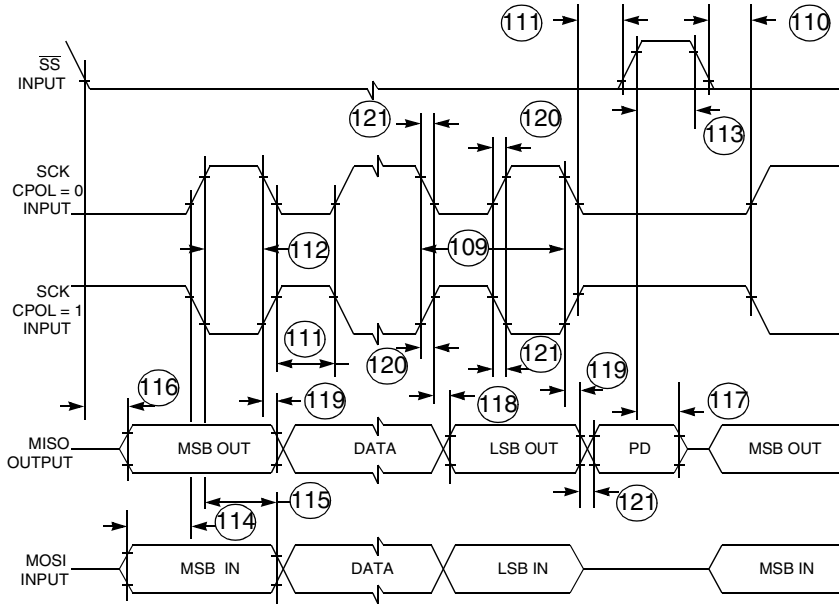 111
110
SS
INPUT
121
120
113
SCK
CPOL = 0
INPUT
112
109
SCK
CPOL = 1
INPUT
111
120
121
116
119
118
119
117
MISO
OUTPUT
MSB OUT
DATA
LSB OUT
PD
MSB OUT
114
115
121
MOSI
INPUT
MSB IN
DATA
LSB IN
MSB IN